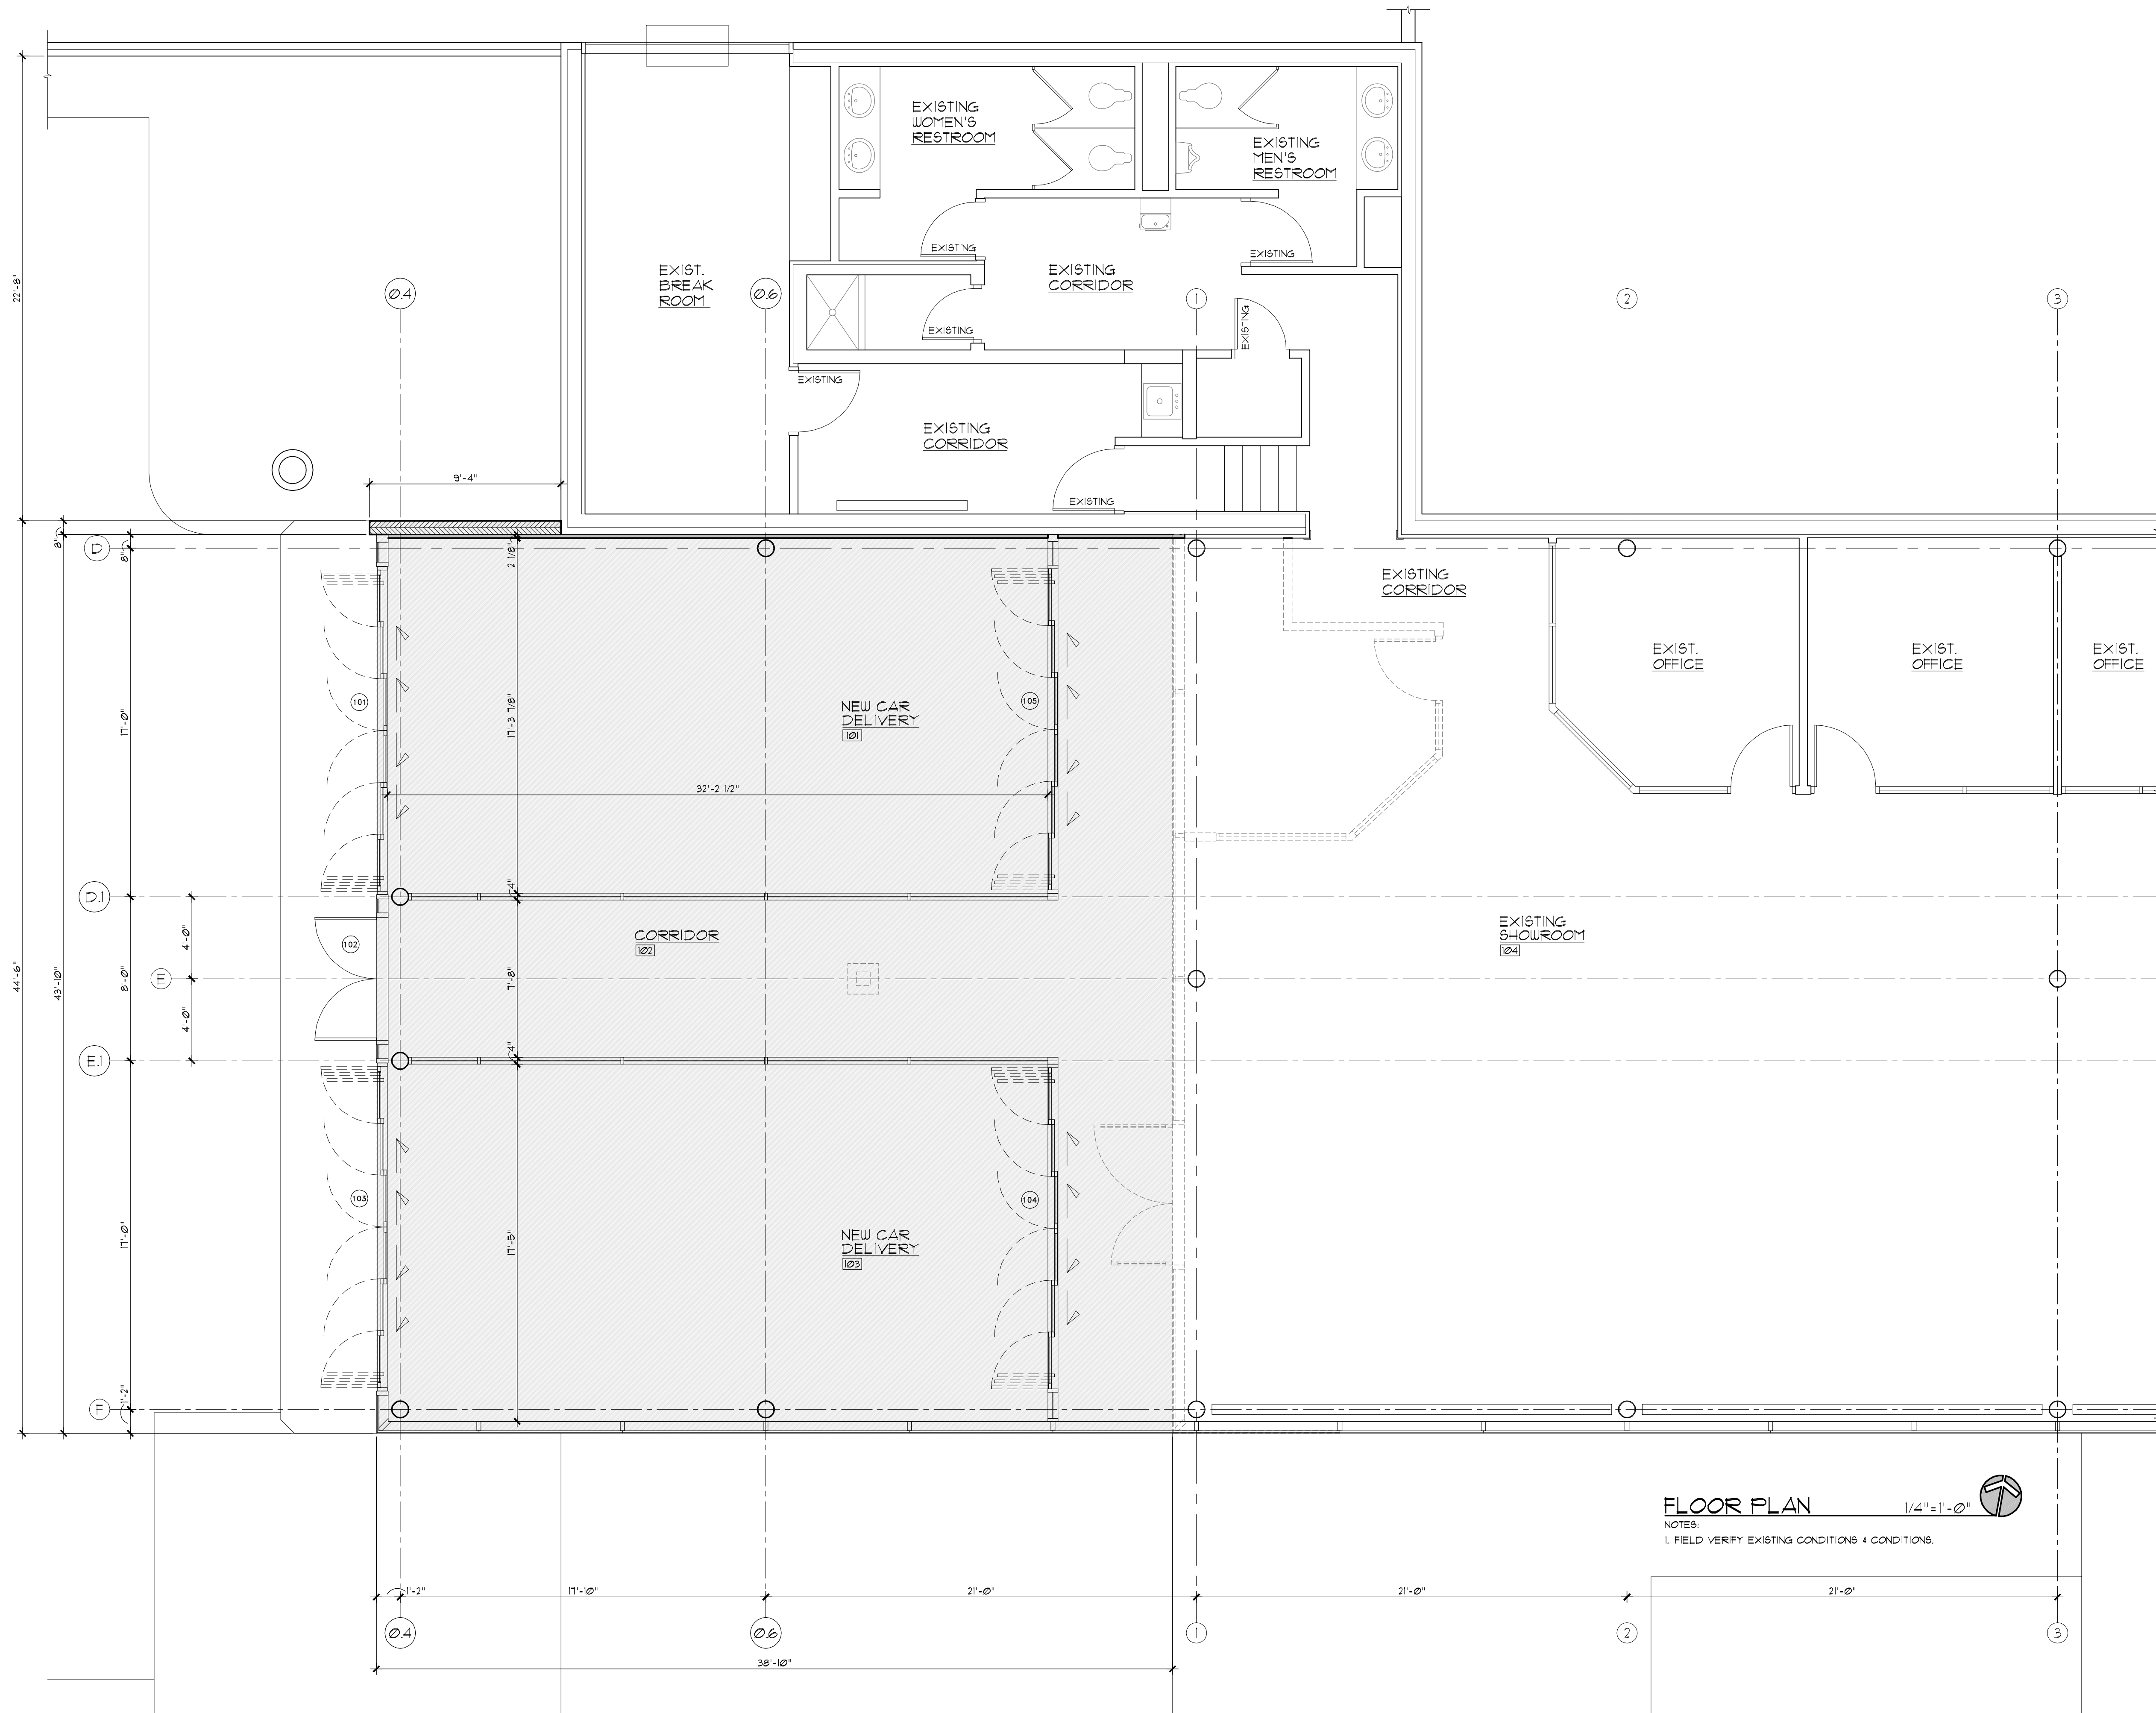 EXISTING
WOMEN'S
RESTROOM
EXISTING
MEN'S
RESTROOM
EXISTING
EXISTING
EXIST.
BREAK
ROOM
EXISTING
CORRIDOR
22'-8"
0.4
0.6
1
2
3
EXISTING
EXISTING
EXISTING
EXISTING
CORRIDOR
9'-4"
EXISTING
8"
8"
D
2 1/8"
EXISTING
CORRIDOR
EXIST.
OFFICE
EXIST.
OFFICE
EXIST.
OFFICE
101
105
NEW CAR
DELIVERY
101
17'-0"
17'-3 7/8"
32'-2 1/2"
4"
D.1
4'-0"
102
CORRIDOR
102
EXISTING
SHOWROOM
104
44'-6"
43'-10"
8'-0"
E
7'-8"
4'-0"
4"
E.1
103
104
17'-0"
17'-5"
NEW CAR
DELIVERY
103
1'-2"
F
FLOOR PLAN 1/4"=1'-0"
NOTES:
1. FIELD VERIFY EXISTING CONDITIONS & CONDITIONS.
1'-2"
17'-10"
21'-0"
21'-0"
21'-0"
0.4
0.6
1
2
3
38'-10"